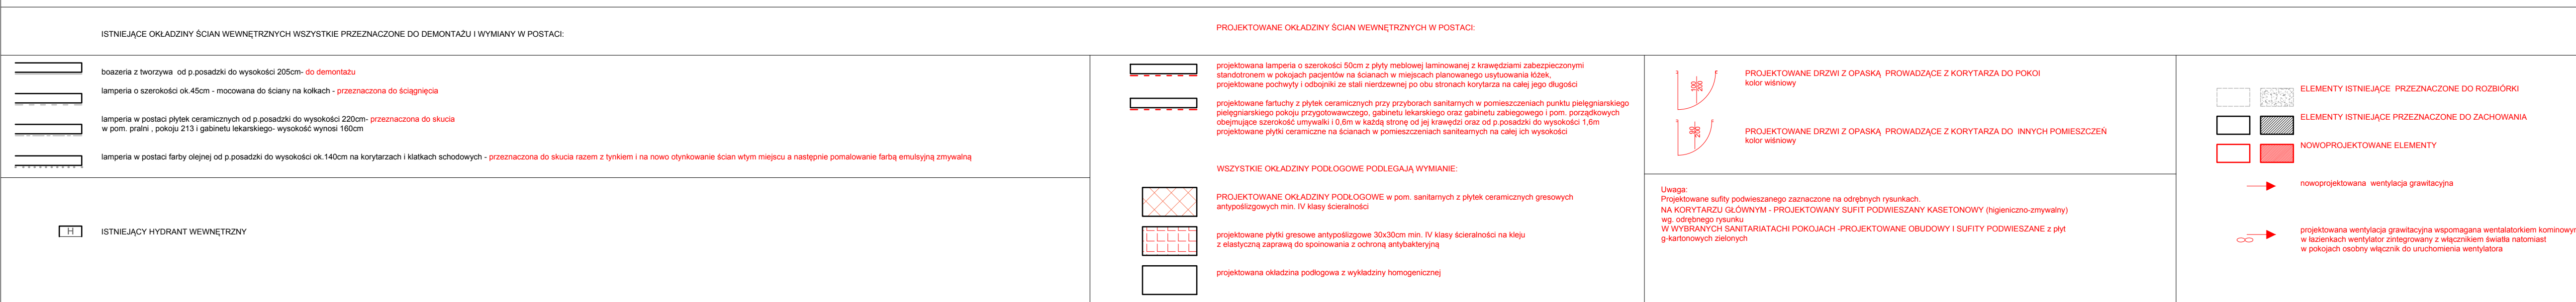 ISTNIEJĄCE OKŁADZINY ŚCIAN WEWNĘTRZNYCH WSZYSTKIE PRZEZNACZONE DO DEMONTAŻU I WYMIANY W POSTACI:
boazeria z tworzywa od p.posadzki do wysokości 205cm- do demontażu
lamperia o szerokości ok.45cm - mocowana do ściany na kołkach - przeznaczona do ściągnięcia
lamperia w postaci płytek ceramicznych od p.posadzki do wysokości 220cm- przeznaczona do skucia
w pom. pralni , pokoju 213 i gabinetu lekarskiego- wysokość wynosi 160cm
lamperia w postaci farby olejnej od p.posadzki do wysokości ok.140cm na korytarzach i klatkach schodowych - przeznaczona do skucia razem z tynkiem i na nowo otynkowanie ścian wtym miejscu a następnie pomalowanie farbą emulsyjną zmywalną
H
ISTNIEJĄCY HYDRANT WEWNĘTRZNY
PROJEKTOWANE OKŁADZINY ŚCIAN WEWNĘTRZNYCH W POSTACI:
projektowana lamperia o szerokości 50cm z płyty meblowej laminowanej z krawędziami zabezpieczonymi
standotronem w pokojach pacjentów na ścianach w miejscach planowanego usytuowania łóżek,
projektowane pochwyty i odbojniki ze stali nierdzewnej po obu stronach korytarza na całej jego długości
projektowane fartuchy z płytek ceramicznych przy przyborach sanitarnych w pomieszczeniach punktu pielęgniarskiego
pielęgniarskiego pokoju przygotowawczego, gabinetu lekarskiego oraz gabinetu zabiegowego i pom. porządkowych
obejmujące szerokość umywalki i 0,6m w każdą stronę od jej krawędzi oraz od p.posadzki do wysokości 1,6m
projektowane płytki ceramiczne na ścianach w pomieszczeniach sanitearnych na całej ich wysokości
WSZYSTKIE OKŁADZINY PODŁOGOWE PODLEGAJĄ WYMIANIE:
PROJEKTOWANE OKŁADZINY PODŁOGOWE w pom. sanitarnych z płytek ceramicznych gresowych
antypoślizgowych min. IV klasy ścieralności
projektowane płytki gresowe antypoślizgowe 30x30cm min. IV klasy ścieralności na kleju
z elastyczną zaprawą do spoinowania z ochroną antybakteryjną
projektowana okładzina podłogowa z wykładziny homogenicznej
100
200
PROJEKTOWANE DRZWI Z OPASKĄ PROWADZĄCE Z KORYTARZA DO POKOI
kolor wiśniowy
90
200
PROJEKTOWANE DRZWI Z OPASKĄ PROWADZĄCE Z KORYTARZA DO INNYCH POMIESZCZEŃ
kolor wiśniowy
Uwaga:
Projektowane sufity podwieszanego zaznaczone na odrębnych rysunkach.
NA KORYTARZU GŁÓWNYM - PROJEKTOWANY SUFIT PODWIESZANY KASETONOWY (higieniczno-zmywalny)
wg. odrębnego rysunku
W WYBRANYCH SANITARIATACHI POKOJACH -PROJEKTOWANE OBUDOWY I SUFITY PODWIESZANE z płyt
g-kartonowych zielonych
ELEMENTY ISTNIEJĄCE PRZEZNACZONE DO ROZBIÓRKI
ELEMENTY ISTNIEJĄCE PRZEZNACZONE DO ZACHOWANIA
NOWOPROJEKTOWANE ELEMENTY
nowoprojektowana wentylacja grawitacyjna
projektowana wentylacja grawitacyjna wspomagana wentalatorkiem kominowy
w łazienkach wentylator zintegrowany z włącznikiem światła natomiast
w pokojach osobny włącznik do uruchomienia wentylatora